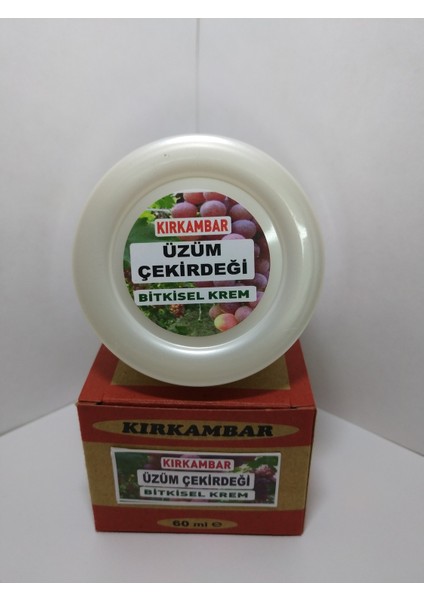 KIRKAMBAR
ÜZÜM
ÇEKİRDEĞİ
BİTKİSEL KREM
KIRKAMBAR
KIRKAMBAR
ÜZÜM ÇEKİRDEĞİ
BİTKİSEL KREM
60 ml ℮